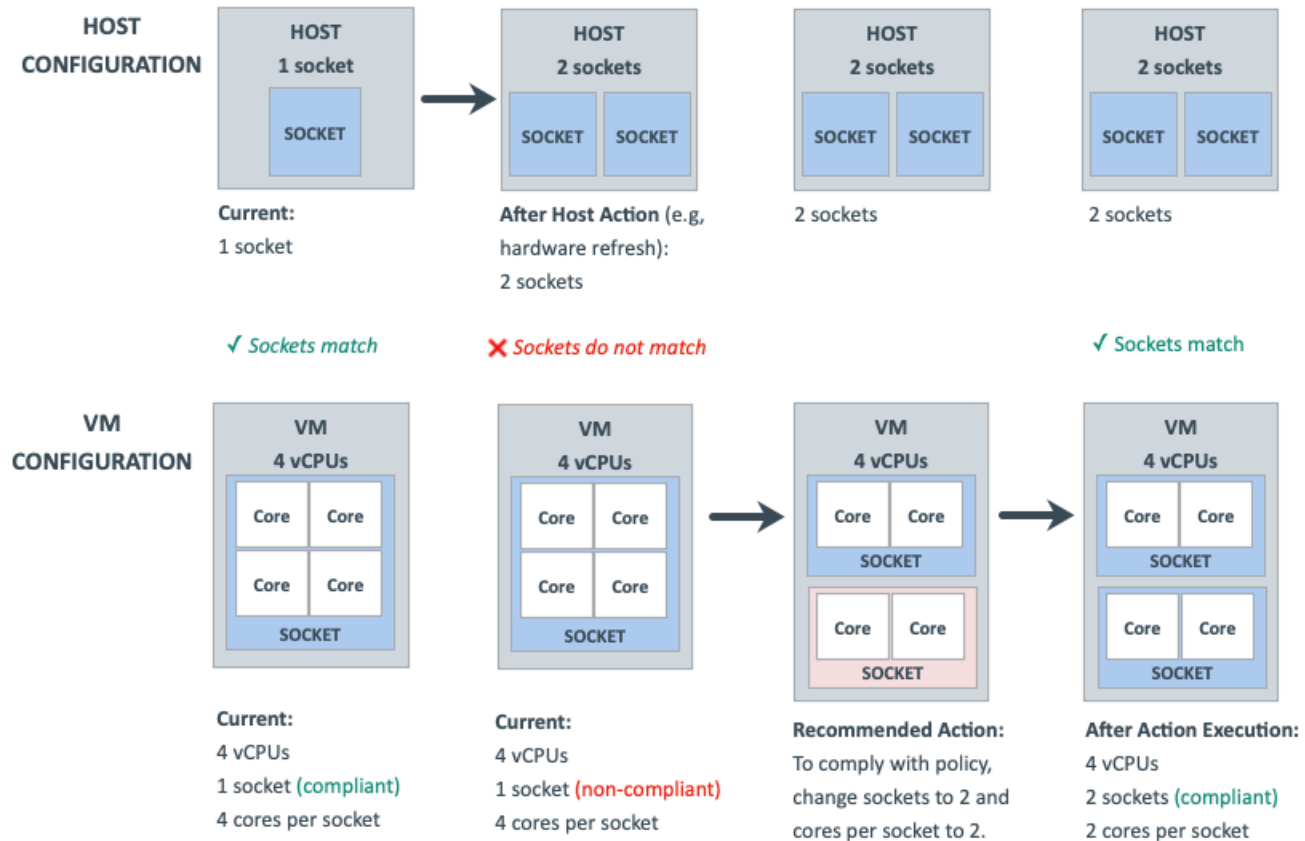 HOST
CONFIGURATION
HOST
1 socket
SOCKET
Current:
1 socket
HOST
2 sockets
SOCKET SOCKET
After Host Action (e.g,
hardware refresh):
2 sockets
HOST
2 sockets
SOCKET SOCKET
2 sockets
HOST
2 sockets
SOCKET SOCKET
2 sockets
✓ Sockets match
❌ Sockets do not match
✓ Sockets match
VM
CONFIGURATION
VM
4 vCPUs
Core Core
Core Core
SOCKET
Current:
4 vCPUs
1 socket (compliant)
4 cores per socket
VM
4 vCPUs
Core Core
Core Core
SOCKET
Current:
4 vCPUs
1 socket (non-compliant)
4 cores per socket
VM
4 vCPUs
Core Core
SOCKET
Core Core
SOCKET
Recommended Action:
To comply with policy,
change sockets to 2 and
cores per socket to 2.
VM
4 vCPUs
Core Core
SOCKET
Core Core
SOCKET
After Action Execution:
4 vCPUs
2 sockets (compliant)
2 cores per socket